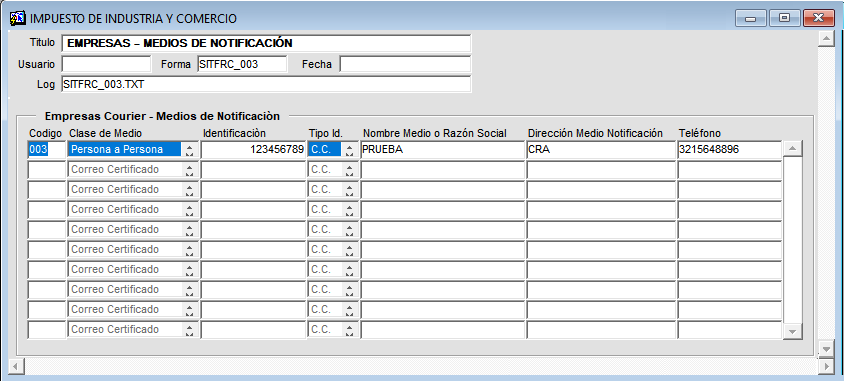 IMPUESTO DE INDUSTRIA Y COMERCIO
Titulo EMPRESAS – MEDIOS DE NOTIFICACIÓN
Usuario Forma SITFRC_003 Fecha
Log SITFRC_003.TXT
Empresas Courier - Medios de Notificaciòn
Codigo Clase de Medio Identificaciòn Tipo Id. Nombre Medio o Razón Social Dirección Medio Notificación Teléfono
003 Persona a Persona 123456789 C.C. PRUEBA CRA 3215648896
Correo Certificado C.C.
Correo Certificado C.C.
Correo Certificado C.C.
Correo Certificado C.C.
Correo Certificado C.C.
Correo Certificado C.C.
Correo Certificado C.C.
Correo Certificado C.C.
Correo Certificado C.C.